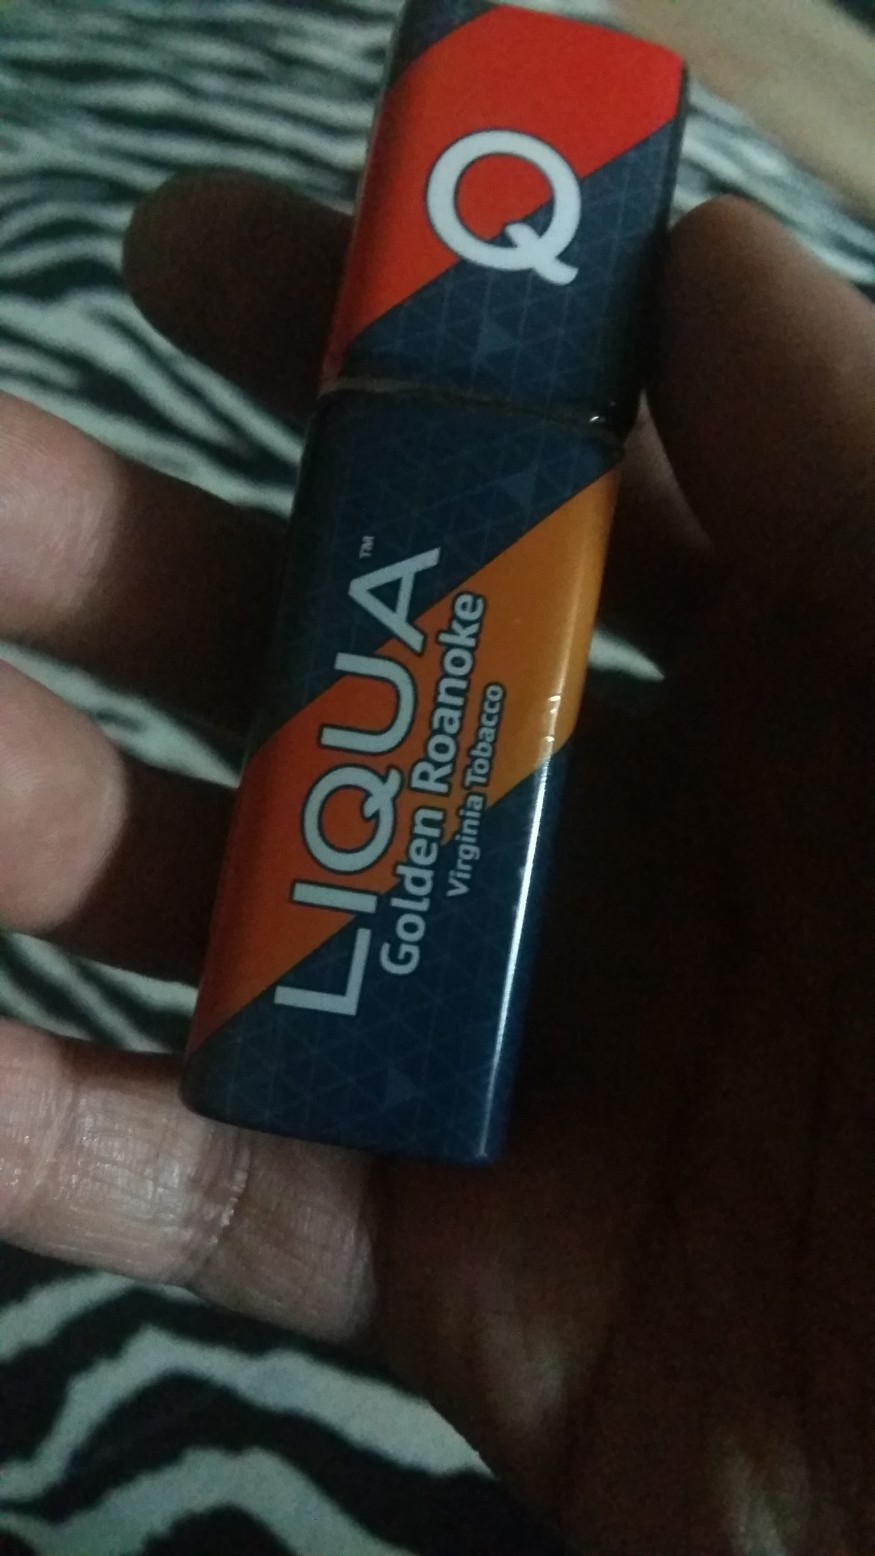 Q
LIQUA™
Golden Roanoke
Virginia Tobacco